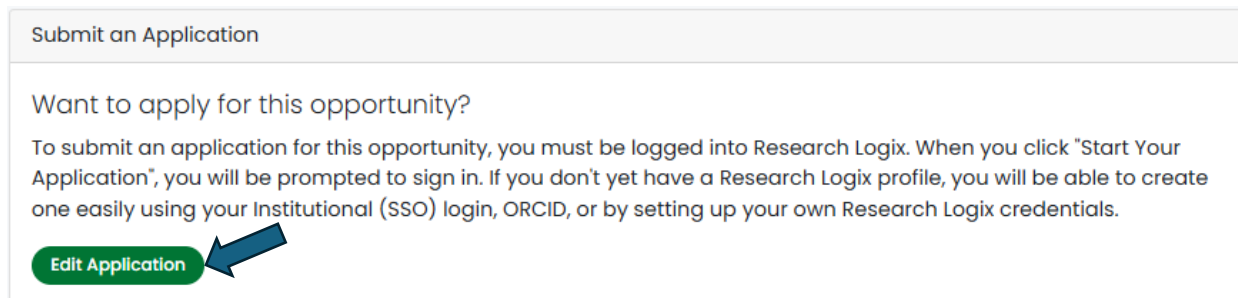 Submit an Application
Want to apply for this opportunity?
To submit an application for this opportunity, you must be logged into Research Logix. When you click "Start Your
Application", you will be prompted to sign in. If you don't yet have a Research Logix profile, you will be able to create
one easily using your Institutional (SSO) login, ORCID, or by setting up your own Research Logix credentials.
Edit Application